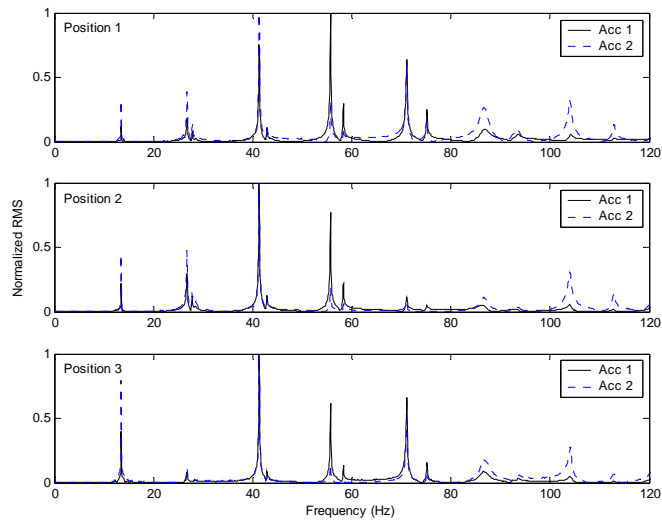 Position 1
Acc 1
Acc 2
1
0.5
0
0 20 40 60 80 100 120
Position 2
Acc 1
Acc 2
1
0.5
0
0 20 40 60 80 100 120
Normalized RMS
Position 3
Acc 1
Acc 2
1
0.5
0
0 20 40 60 80 100 120
Frequency (Hz)